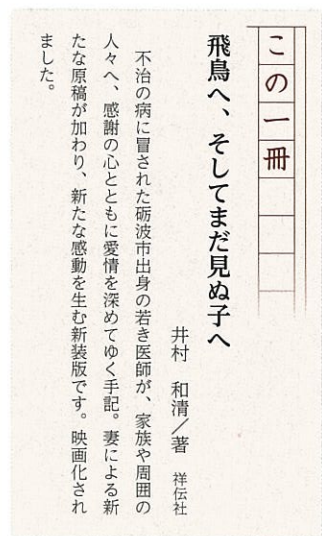 この一冊
飛鳥へ、そしてまだ見ぬ子へ
井村 和清／著 祥伝社
不治の病に冒された砺波市出身の若き医師が、家族や周囲の
人々へ、感謝の心とともに愛情を深めてゆく手記。妻による新
たな原稿が加わり、新たな感動を生む新装版です。映画化され
ました。